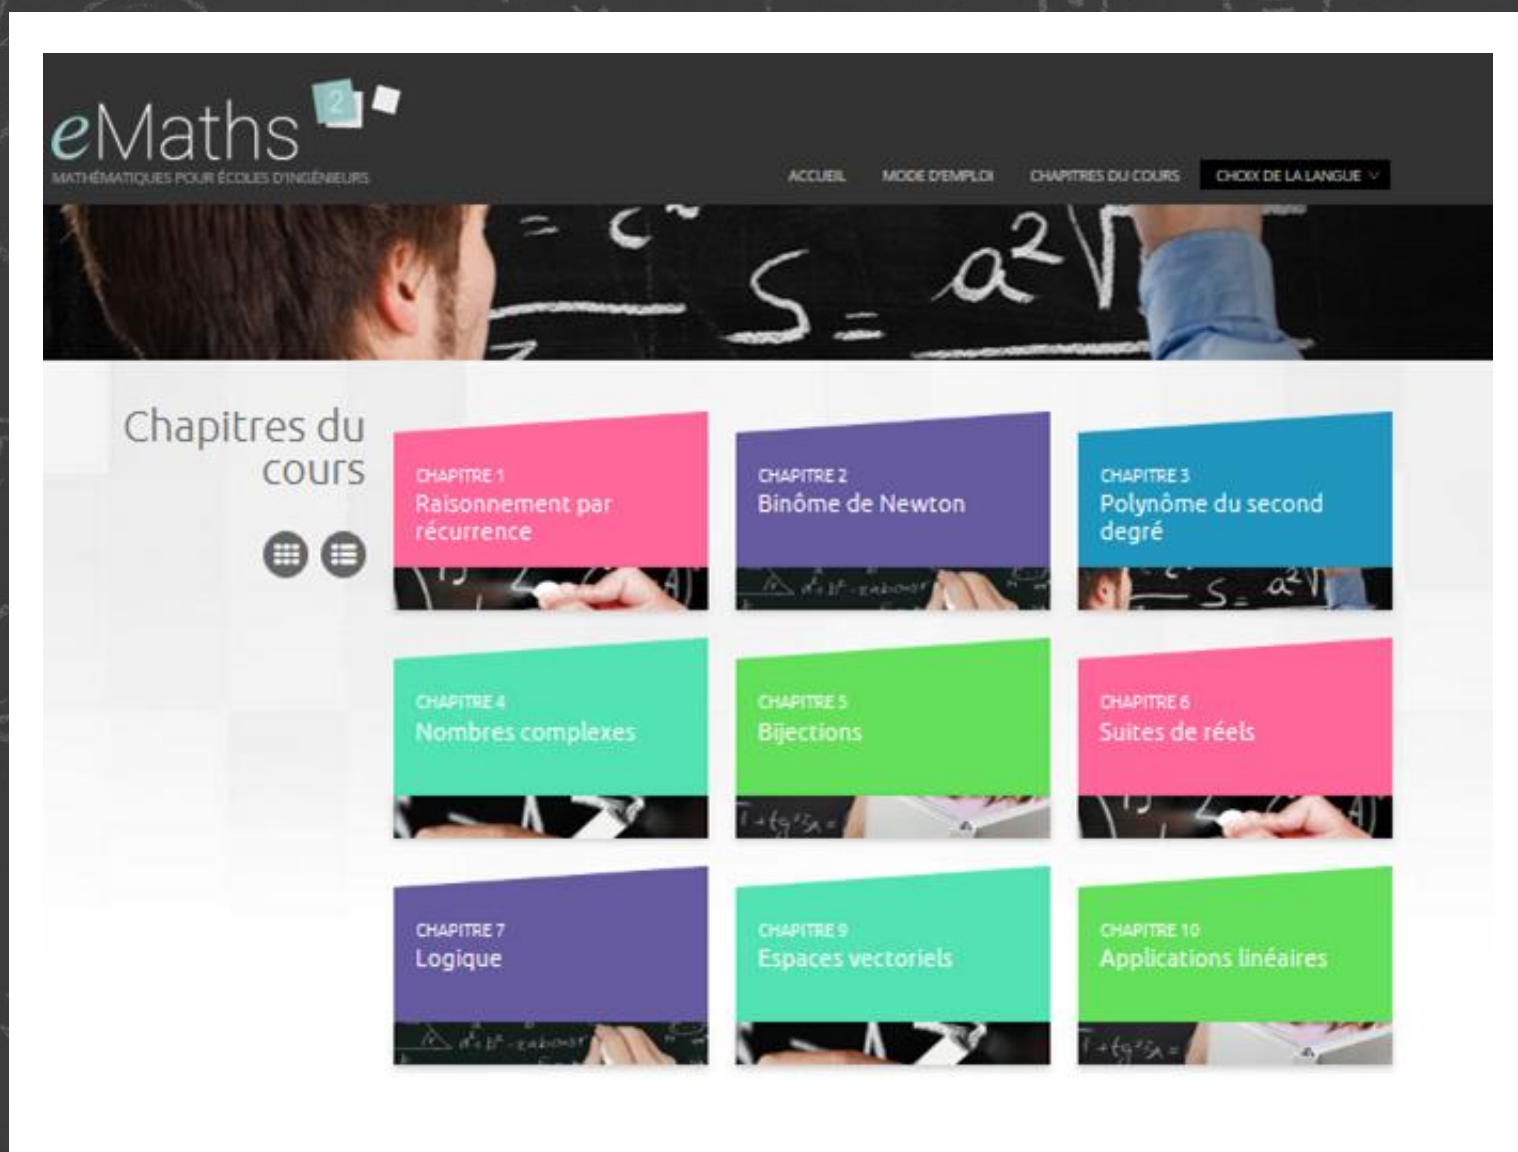 eMaths 2
MATHÉMATIQUES POUR ÉCOLES D'INGÉNIEURS
ACCUEIL MODE D'EMPLOI CHAPITRES DU COURS CHOIX DE LA LANGUE
= c²
S = a²√
Chapitres du
cours
CHAPITRE 1
Raisonnement par
récurrence
CHAPITRE 2
Binôme de Newton
CHAPITRE 3
Polynôme du second
degré
S = a²√
CHAPITRE 4
Nombres complexes
CHAPITRE 5
Bijections
CHAPITRE 6
Suites de réels
CHAPITRE 7
Logique
CHAPITRE 9
Espaces vectoriels
CHAPITRE 10
Applications linéaires